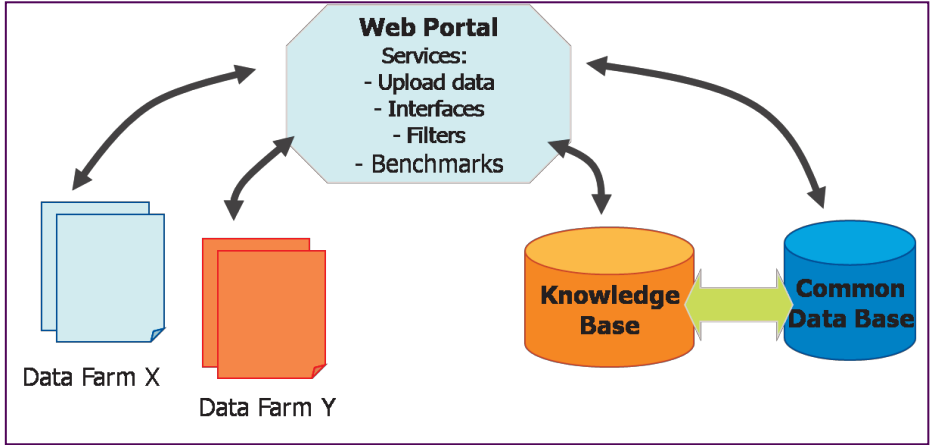 Web Portal
Services:
- Upload data
- Interfaces
- Filters
- Benchmarks
Knowledge
Base
Common
Data Base
Data Farm X
Data Farm Y